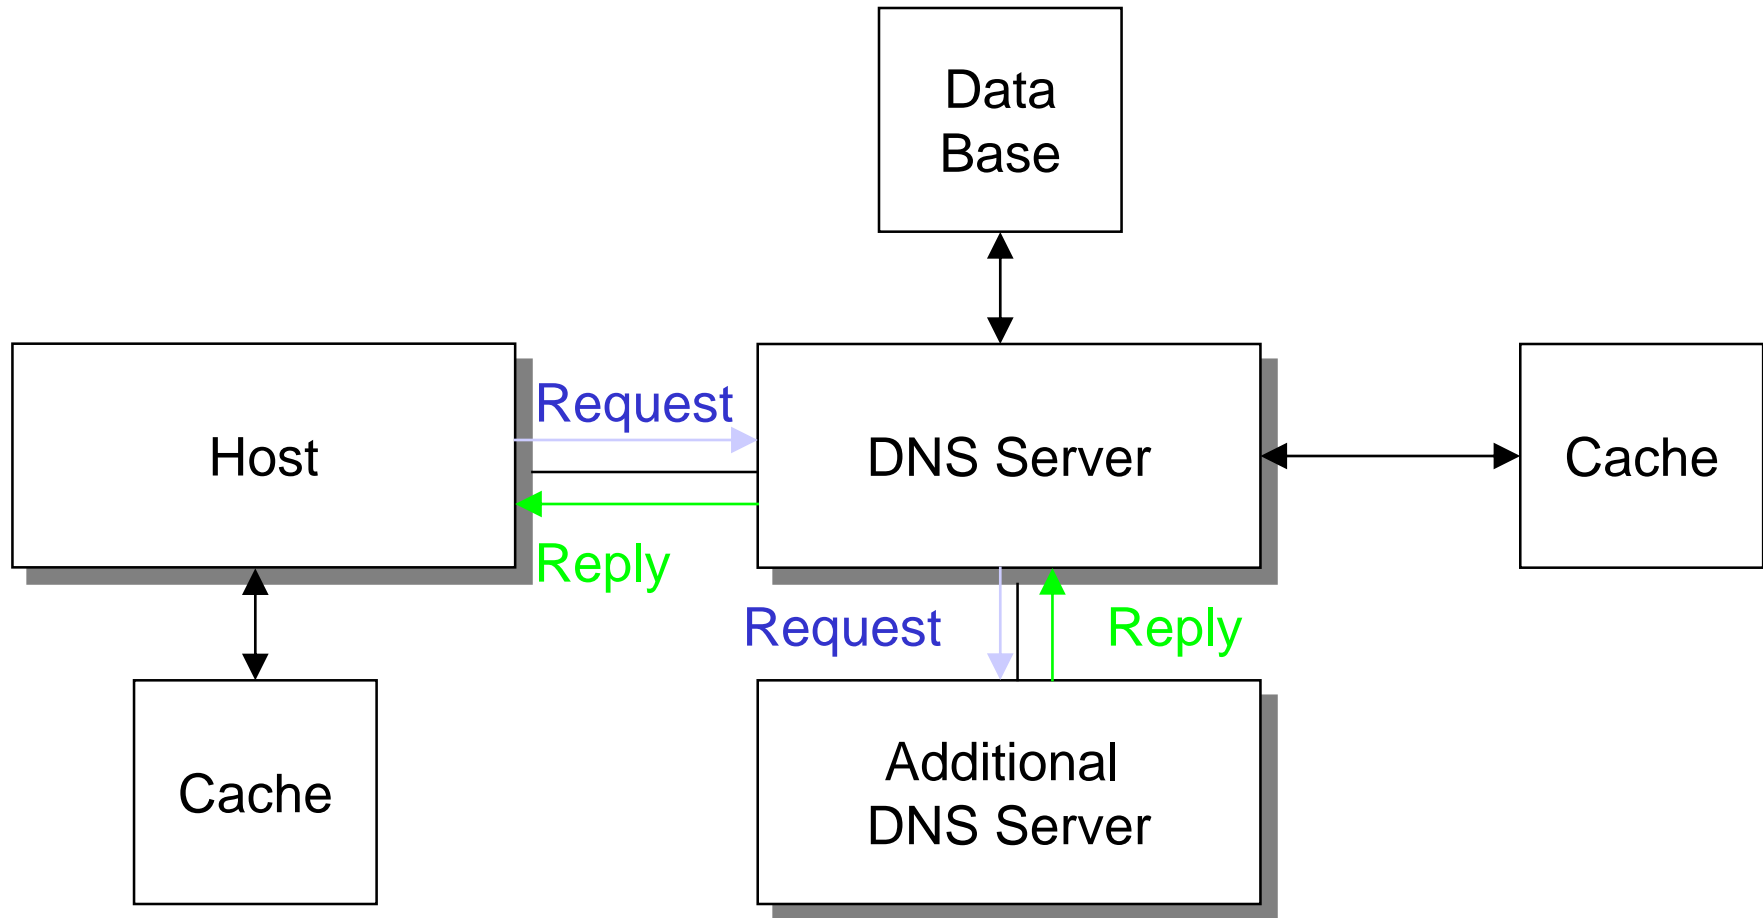 Data
Base
Host
Request
Reply
DNS Server
Cache
Request
Reply
Cache
Additional
DNS Server